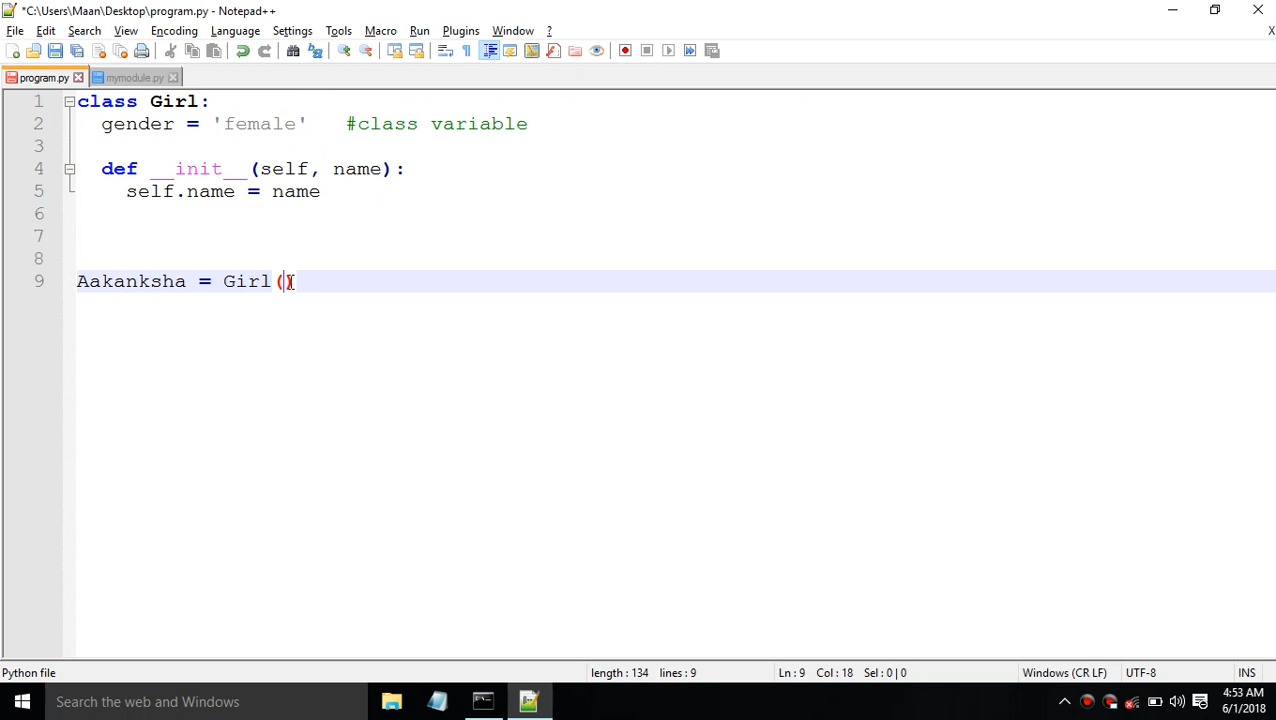 *C:\Users\Maan\Desktop\program.py - Notepad++
File Edit Search View Encoding Language Settings Tools Macro Run Plugins Window ? X
program.py mymodule.py
1 class Girl:
2 gender = 'female' #class variable
3
4 def __init__(self, name):
5 self.name = name
6
7
8
9 Aakanksha = Girl()
Python file length : 134 lines : 9 Ln : 9 Col : 18 Sel : 0 | 0 Windows (CR LF) UTF-8 INS
Search the web and Windows
4:53 AM
6/1/2018